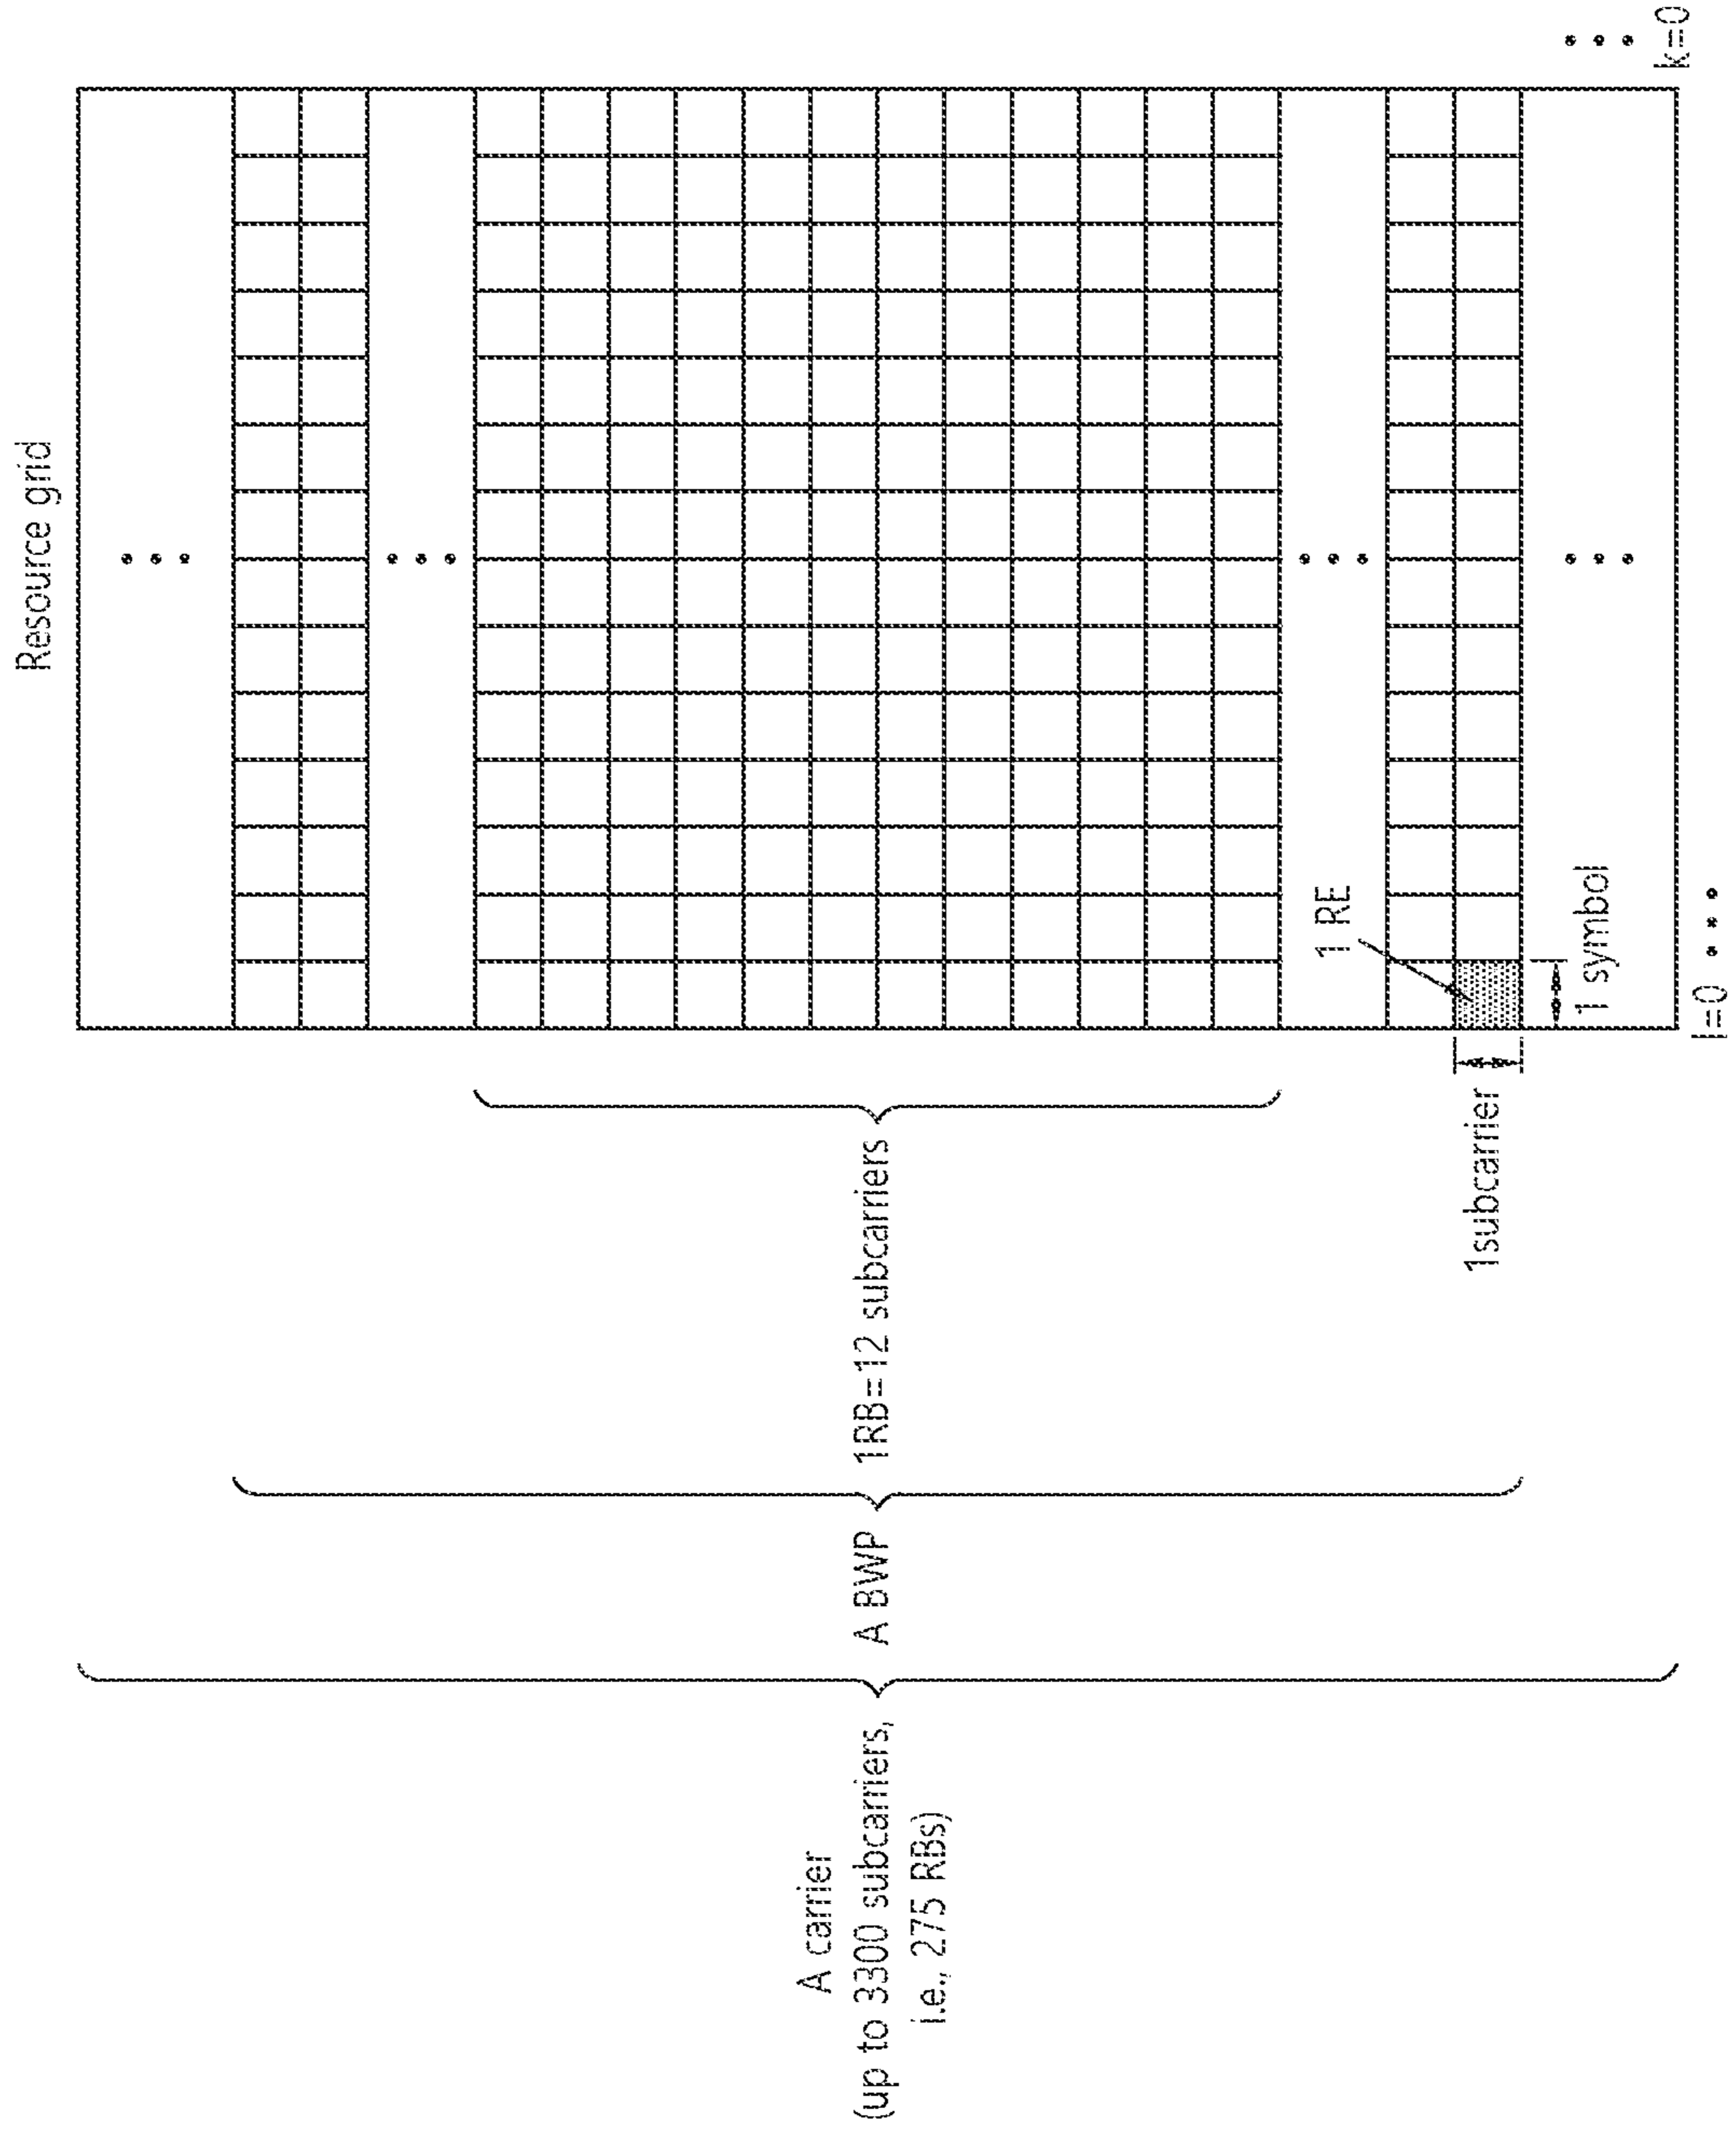 Resource grid
A carrier
(up to 3300 subcarriers,
i.e., 275 RBs)
A BWP
1RB=12 subcarriers
1 RE
1subcarrier
1 symbol
l=0
k=0